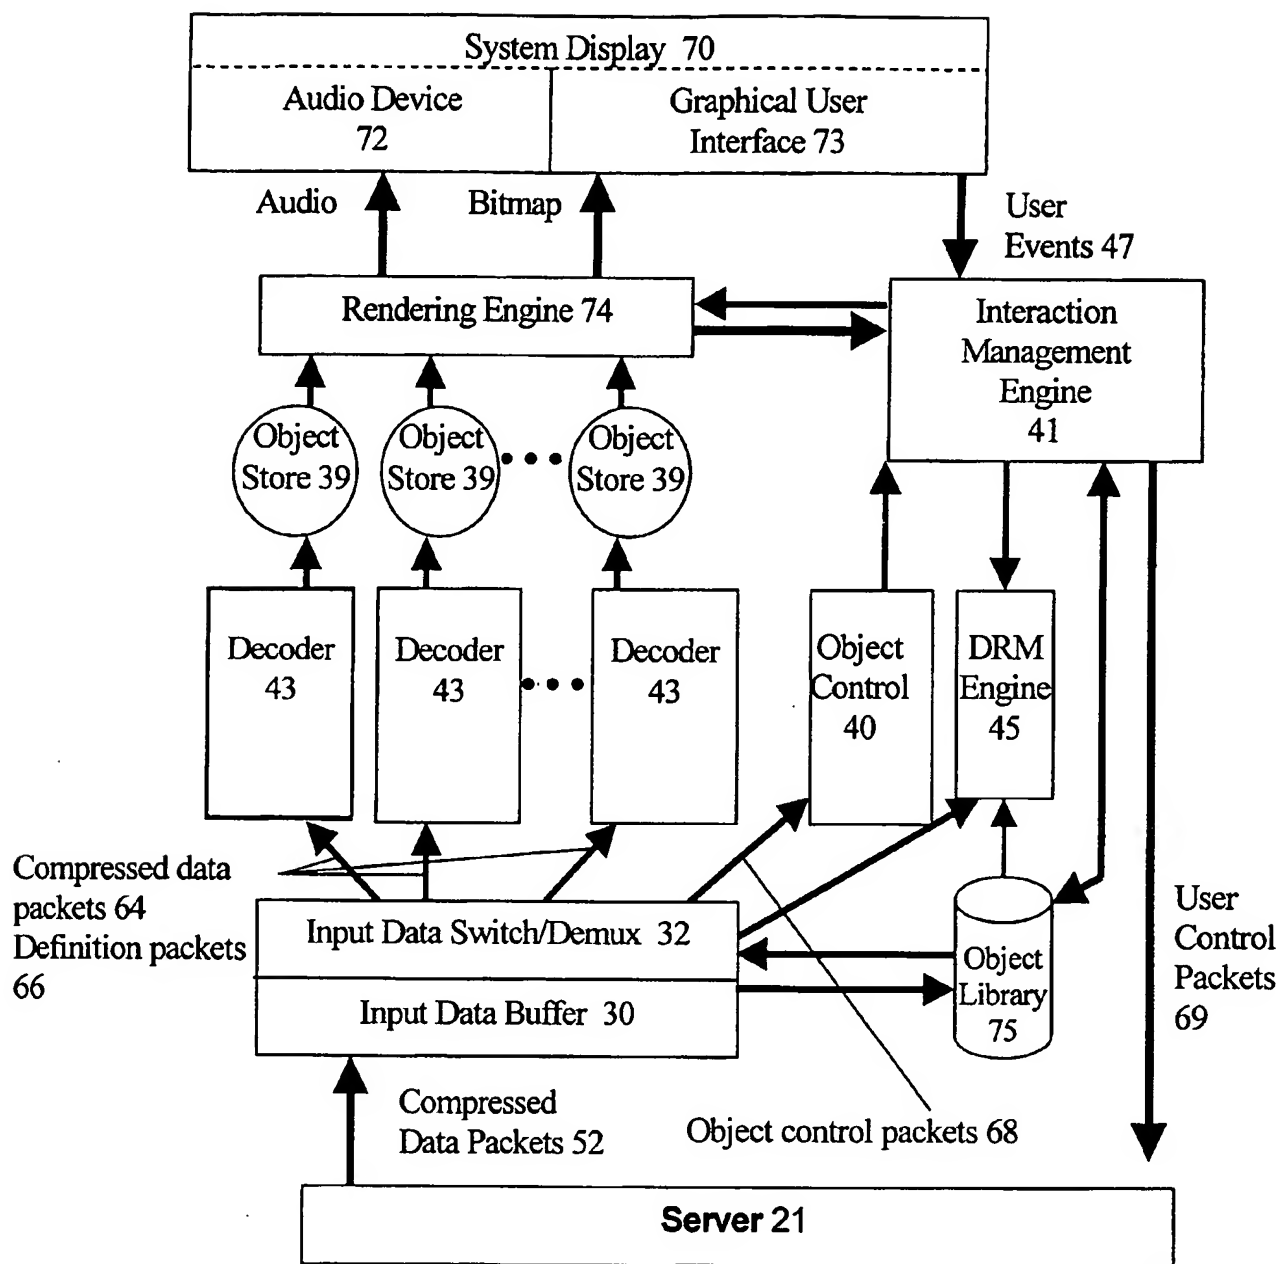 System Display 70
Audio Device
72
Graphical User
Interface 73
Audio
Bitmap
User
Events 47
Rendering Engine 74
Interaction
Management
Engine
41
Object
Store 39
Object
Store 39
Object
Store 39
Decoder
43
Decoder
43
Decoder
43
Object
Control
40
DRM
Engine
45
Compressed data
packets 64
Definition packets
66
Input Data Switch/Demux 32
Input Data Buffer 30
Object
Library
75
User
Control
Packets
69
Compressed
Data Packets 52
Object control packets 68
Server 21